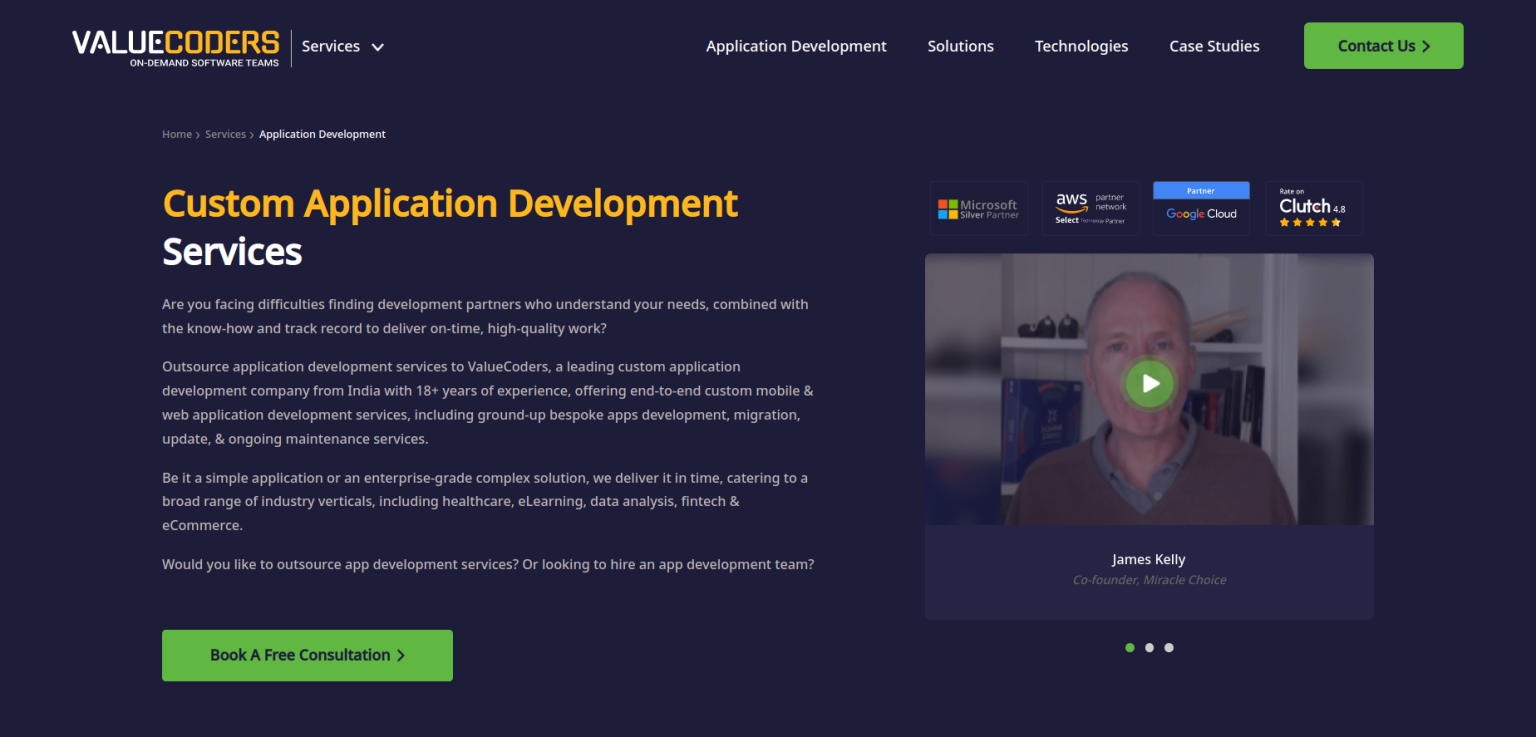 VALUECODERS
ON-DEMAND SOFTWARE TEAMS
Services
Application Development
Solutions
Technologies
Case Studies
Contact Us
Home
Services
Application Development
Custom Application Development
Services
Are you facing difficulties finding development partners who understand your needs, combined with
the know-how and track record to deliver on-time, high-quality work?
Outsource application development services to ValueCoders, a leading custom application
development company from India with 18+ years of experience, offering end-to-end custom mobile &
web application development services, including ground-up bespoke apps development, migration,
update, & ongoing maintenance services.
Be it a simple application or an enterprise-grade complex solution, we deliver it in time, catering to a
broad range of industry verticals, including healthcare, eLearning, data analysis, fintech &
eCommerce.
Would you like to outsource app development services? Or looking to hire an app development team?
Book A Free Consultation
Microsoft
Silver Partner
aws partner
network
Select Technology Partner
Partner
Google Cloud
Rate on
Clutch 4.8
James Kelly
Co-founder, Miracle Choice